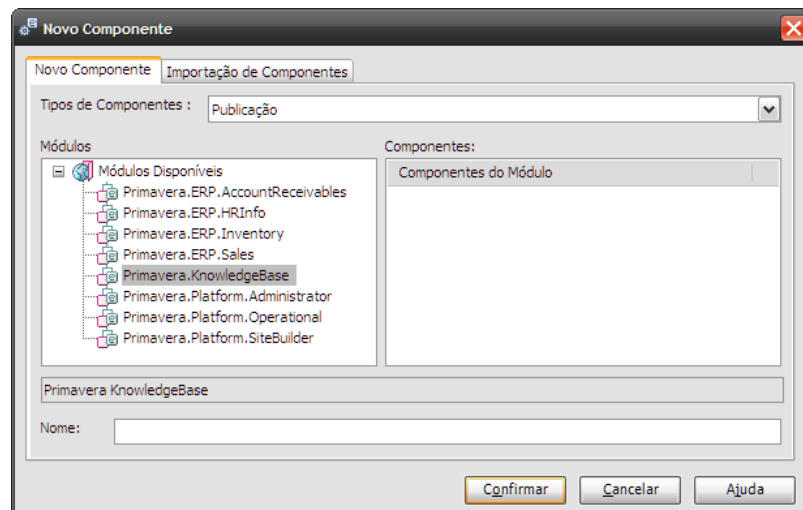 Novo Componente
Novo Componente Importação de Componentes
Tipos de Componentes : Publicação
Módulos Componentes:
Módulos Disponíveis Componentes do Módulo
Primavera.ERP.AccountReceivables
Primavera.ERP.HRInfo
Primavera.ERP.Inventory
Primavera.ERP.Sales
Primavera.KnowledgeBase
Primavera.Platform.Administrator
Primavera.Platform.Operational
Primavera.Platform.SiteBuilder
Primavera KnowledgeBase
Nome:
Confirmar Cancelar Ajuda